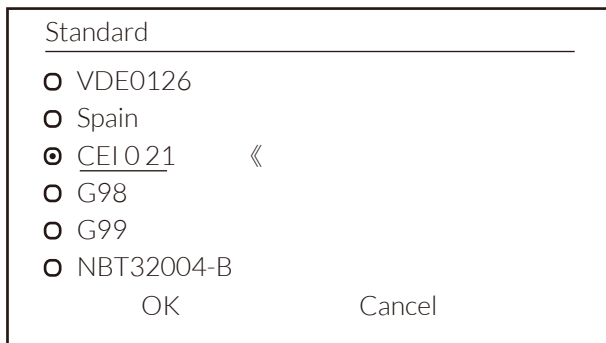 Standard
VDE0126
Spain
CEI 0 21 《
G98
G99
NBT32004-B
OK Cancel